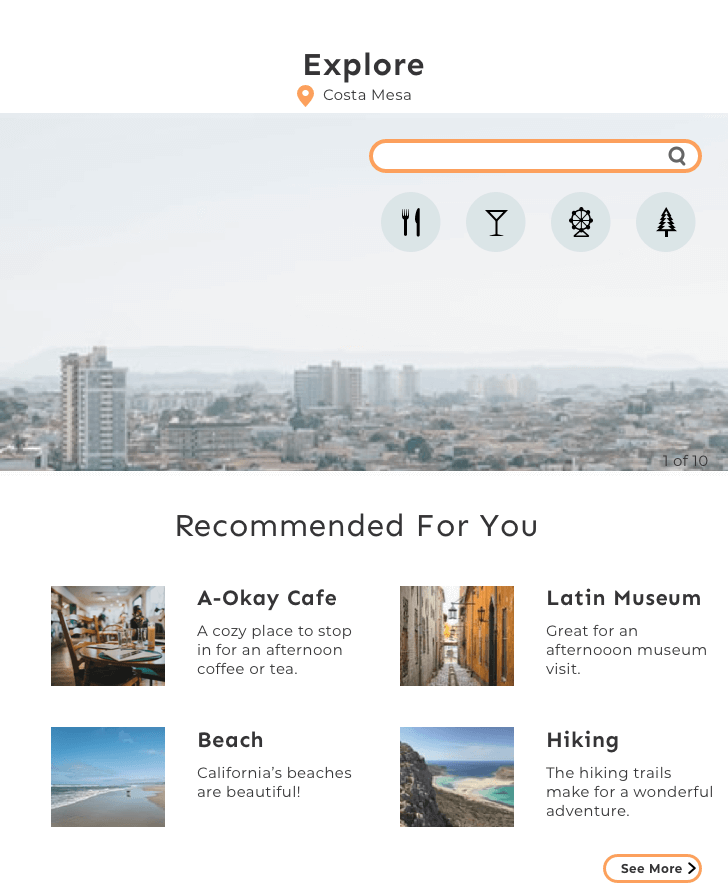 Explore
Costa Mesa
1 of 10
Recommended For You
A-Okay Cafe
A cozy place to stop
in for an afternoon
coffee or tea.
Latin Museum
Great for an
afternooon museum
visit.
Beach
California’s beaches
are beautiful!
Hiking
The hiking trails
make for a wonderful
adventure.
See More